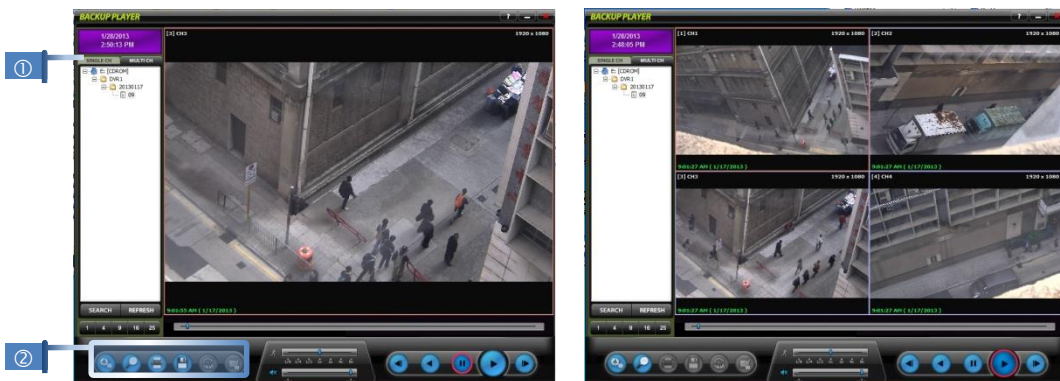 BACKUP PLAYER
1/28/2013
2:50:13 PM
SINGLE CH MULTI CH
E: [CDROM]
DVR1
20130117
09
[3] CH3 1920 x 1080
9:01:55 AM ( 1/17/2013 )
SEARCH REFRESH
1 4 9 16 25
①
②
BACKUP PLAYER
1/28/2013
2:48:05 PM
SINGLE CH MULTI CH
E: [CDROM]
DVR1
20130117
09
[1] CH1 1920 x 1080
[2] CH2 1920 x 1080
9:01:27 AM ( 1/17/2013 )
9:01:27 AM ( 1/17/2013 )
[3] CH3 1920 x 1080
[4] CH4 1920 x 1080
9:01:27 AM ( 1/17/2013 )
9:01:27 AM ( 1/17/2013 )
SEARCH REFRESH
1 4 9 16 25